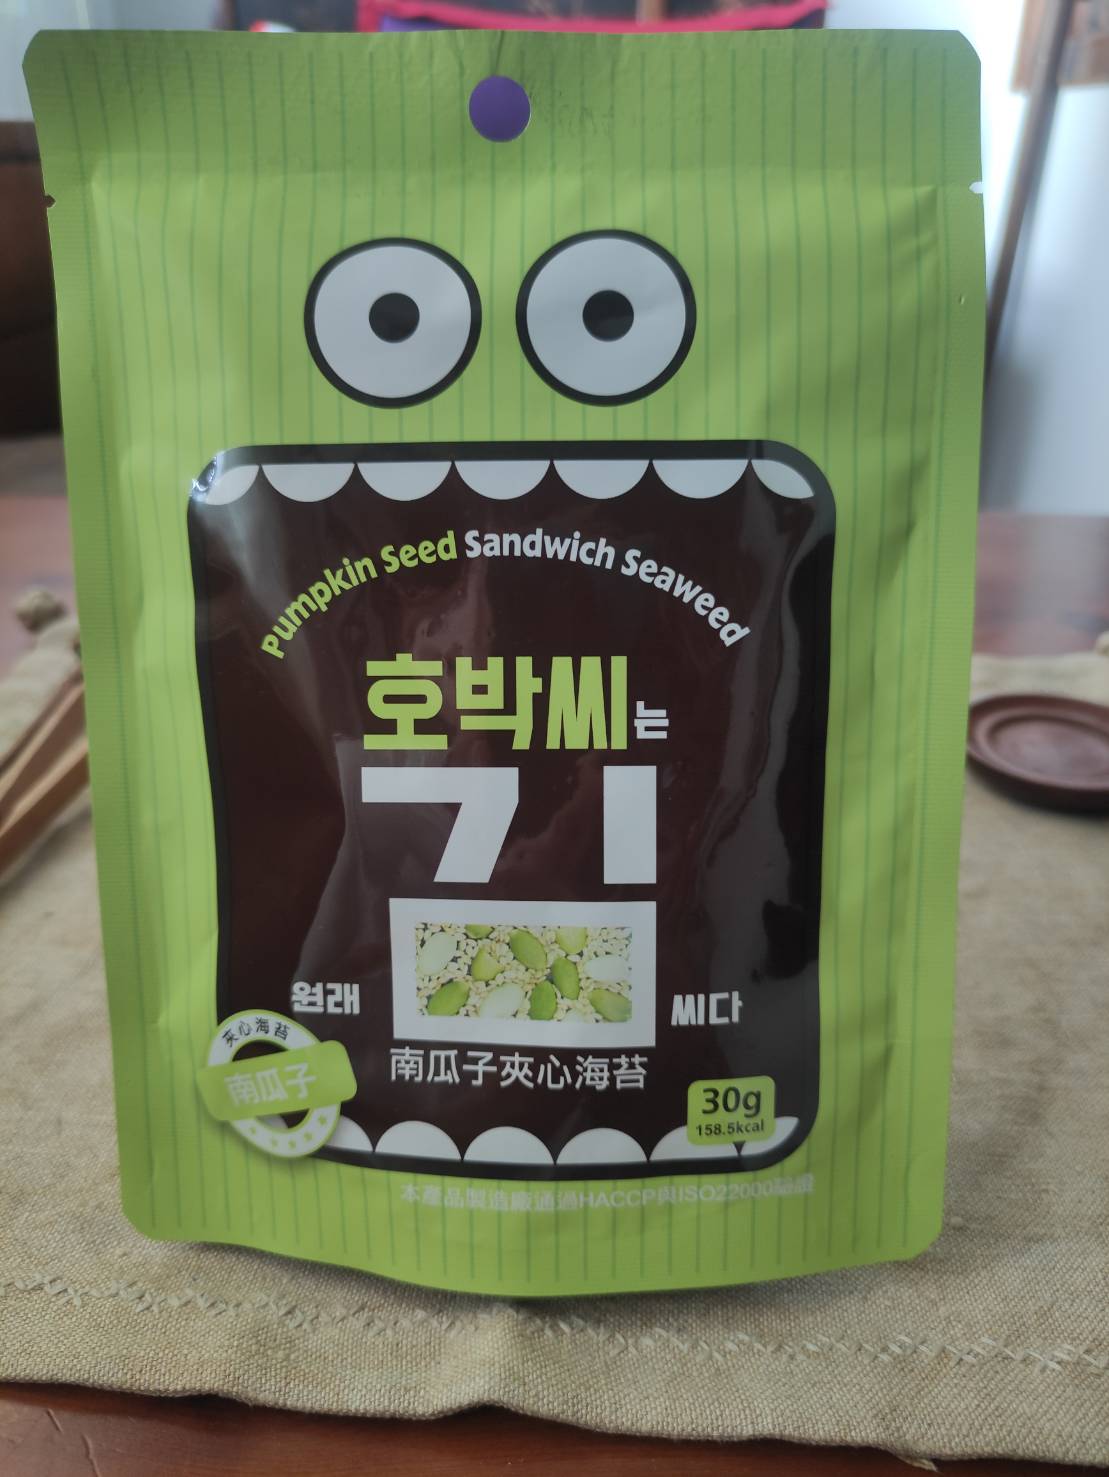 Pumpkin Seed Sandwich Seaweed
호박씨는
김
원래
씨다
夾心海苔
南瓜子
南瓜子夾心海苔
30g
158.5kcal
本產品製造廠通過HACCP與ISO22000驗證